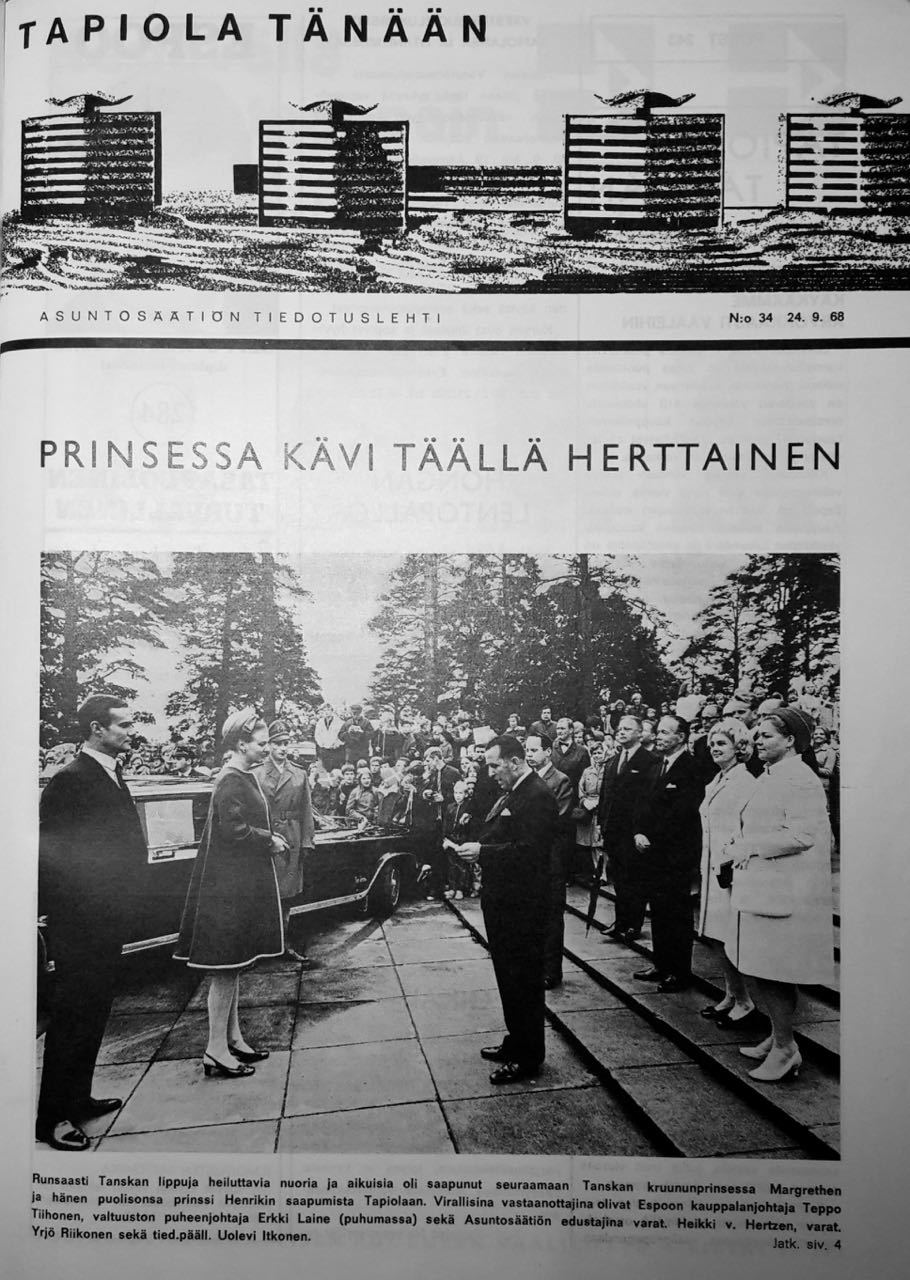 TAPIOLA TÄNÄÄN
ASUNTOSÄÄTIÖN TIEDOTUSLEHTI N:o 34 24. 9. 68
PRINSESSA KÄVI TÄÄLLÄ HERTTAINEN
Runsaasti Tanskan lippuja heiluttavia nuoria ja aikuisia oli saapunut seuraamaan Tanskan kruununprinsessa Margrethen
ja hänen puolisonsa prinssi Henrikin saapumista Tapiolaan. Virallisina vastaanottajina olivat Espoon kauppalanjohtaja Teppo
Tiihonen, valtuuston puheenjohtaja Erkki Laine (puhumassa) sekä Asuntosäätiön edustajina varat. Heikki v. Hertzen, varat.
Yrjö Riikonen sekä tied.pääll. Uolevi Itkonen.
Jatk. siv. 4